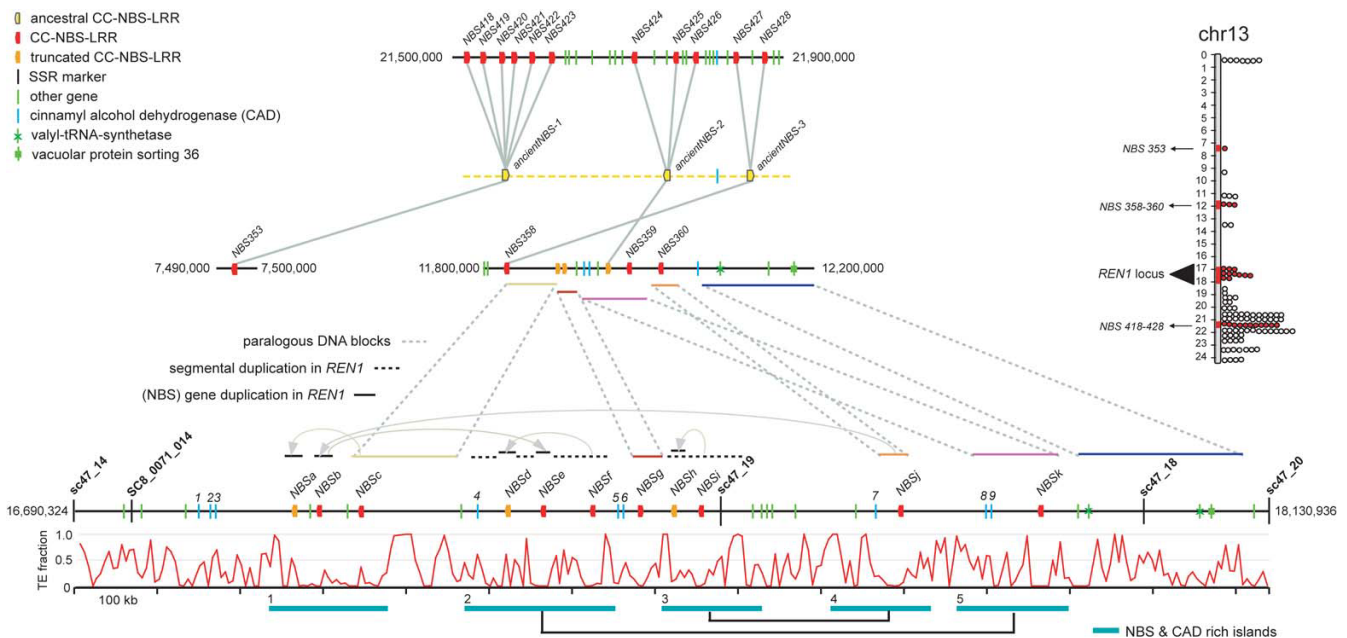 ancestral CC-NBS-LRR
CC-NBS-LRR
truncated CC-NBS-LRR
SSR marker
other gene
cinnamyl alcohol dehydrogenase (CAD)
valyl-tRNA-synthetase
vacuolar protein sorting 36
NBS418
NBS419
NBS420
NBS421
NBS422
NBS423
NBS424
NBS425
NBS426
NBS427
NBS428
21,500,000
21,900,000
ancientNBS-1
ancientNBS-2
ancientNBS-3
NBS353
NBS358
NBS359
NBS360
7,490,000
7,500,000
11,800,000
12,200,000
chr13
0
1
2
3
4
5
6
7
8
9
10
11
12
13
14
15
16
17
18
19
20
21
22
23
24
NBS 353
NBS 358-360
REN1 locus
NBS 418-428
paralogous DNA blocks
segmental duplication in REN1
(NBS) gene duplication in REN1
sc47_14
SC8_0071_014
sc47_19
sc47_18
sc47_20
NBSa
NBSb
NBSc
NBSd
NBSe
NBSf
NBSg
NBSh
NBSi
NBSj
NBSk
1 23 4 56 7 89
16,690,324
18,130,936
TE fraction
1.0
0.5
0
100 kb
1 2 3 4 5
NBS & CAD rich islands